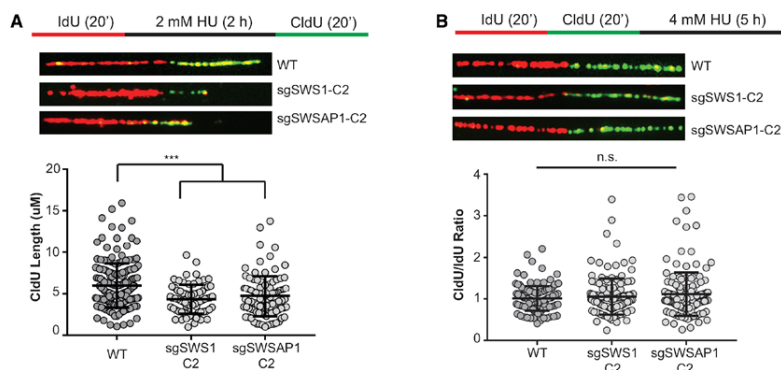 A
IdU (20’) 2 mM HU (2 h) CldU (20’)
WT
sgSWS1-C2
sgSWSAP1-C2
***
20
15
10
5
0
CldU Length (uM)
WT sgSWS1 sgSWSAP1
C2 C2
B
IdU (20’) CldU (20’) 4 mM HU (5 h)
WT
sgSWS1-C2
sgSWSAP1-C2
n.s.
4
3
2
1
0
CldU/IdU Ratio
WT sgSWS1 sgSWSAP1
C2 C2